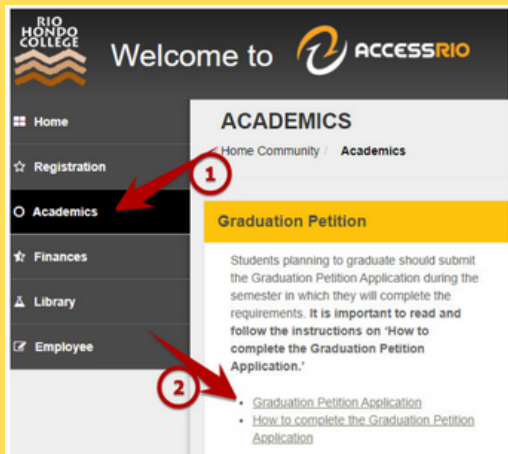 RIO
HONDO
COLLEGE
Welcome to
ACCESSRIO
Home
Registration
Academics
Finances
Library
Employee
ACADEMICS
Home Community / Academics
1
Graduation Petition
Students planning to graduate should submit
the Graduation Petition Application during the
semester in which they will complete the
requirements. It is important to read and
follow the instructions on 'How to
complete the Graduation Petition
Application.'
2
Graduation Petition Application
How to complete the Graduation Petition
Application